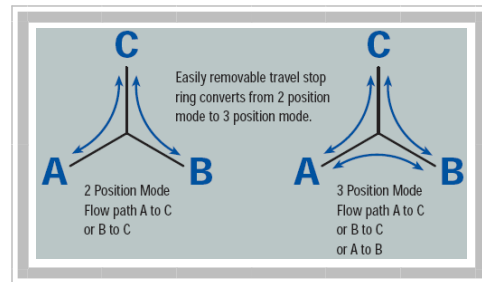 C
C
Easily removable travel stop
ring converts from 2 position
mode to 3 position mode.
A
B
A
B
2 Position Mode
Flow path A to C
or B to C
3 Position Mode
Flow path A to C
or B to C
or A to B